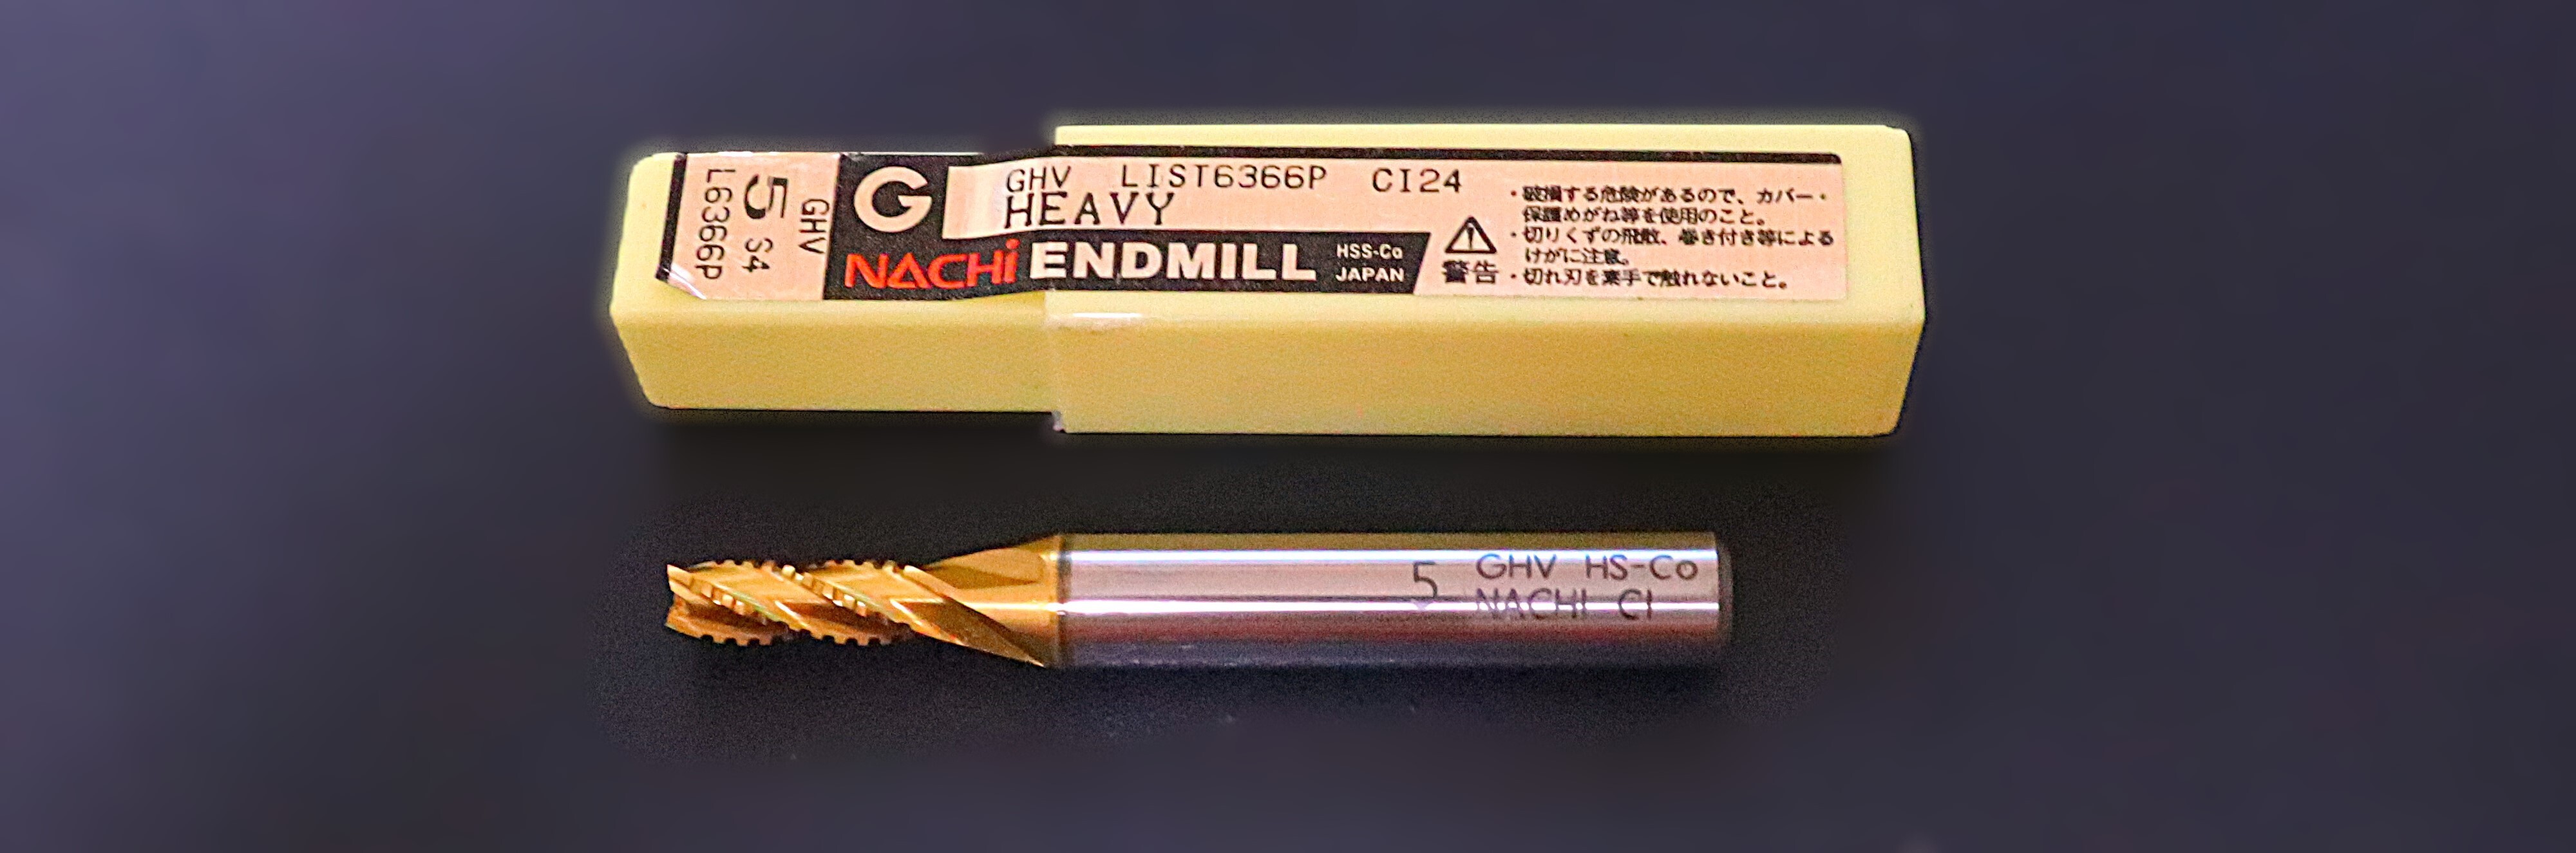 L6366P
5 S4
GHV
G
GHV LIST6366P CI24
HEAVY
NACHi ENDMILL HSS-Co
JAPAN
警告
・破損する危険があるので、カバー・
保護めがね等を使用のこと。
・切りくずの飛散、巻き付き等による
けがに注意。
・切れ刃を素手で触れないこと。
5 GHV HS-Co
NACHI CI